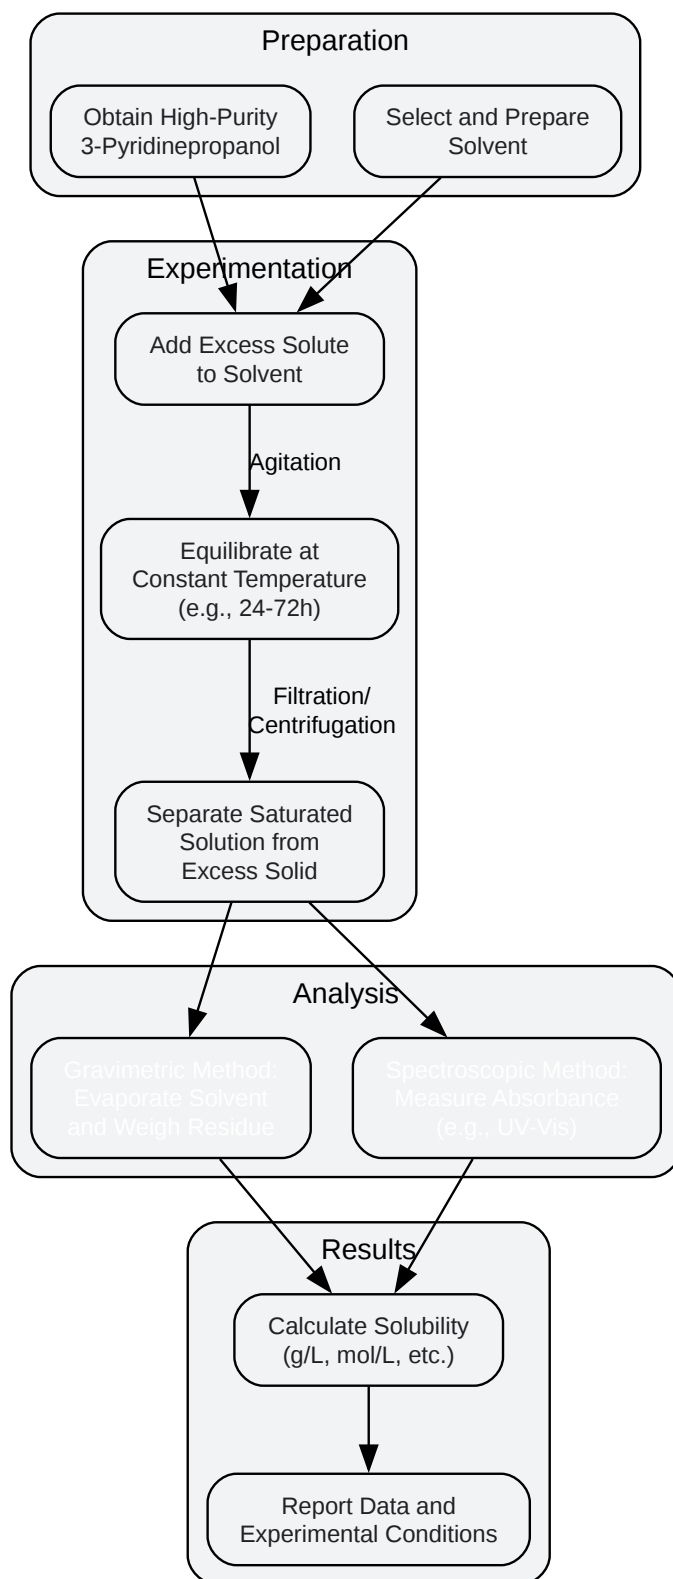 Preparation
Obtain High-Purity
3-Pyridinepropanol
Select and Prepare
Solvent
Experimentation
Add Excess Solute
to Solvent
Agitation
Equilibrate at
Constant Temperature
(e.g., 24-72h)
Filtration/
Centrifugation
Separate Saturated
Solution from
Excess Solid
Analysis
Gravimetric Method:
Evaporate Solvent
and Weigh Residue
Spectroscopic Method:
Measure Absorbance
(e.g., UV-Vis)
Results
Calculate Solubility
(g/L, mol/L, etc.)
Report Data and
Experimental Conditions